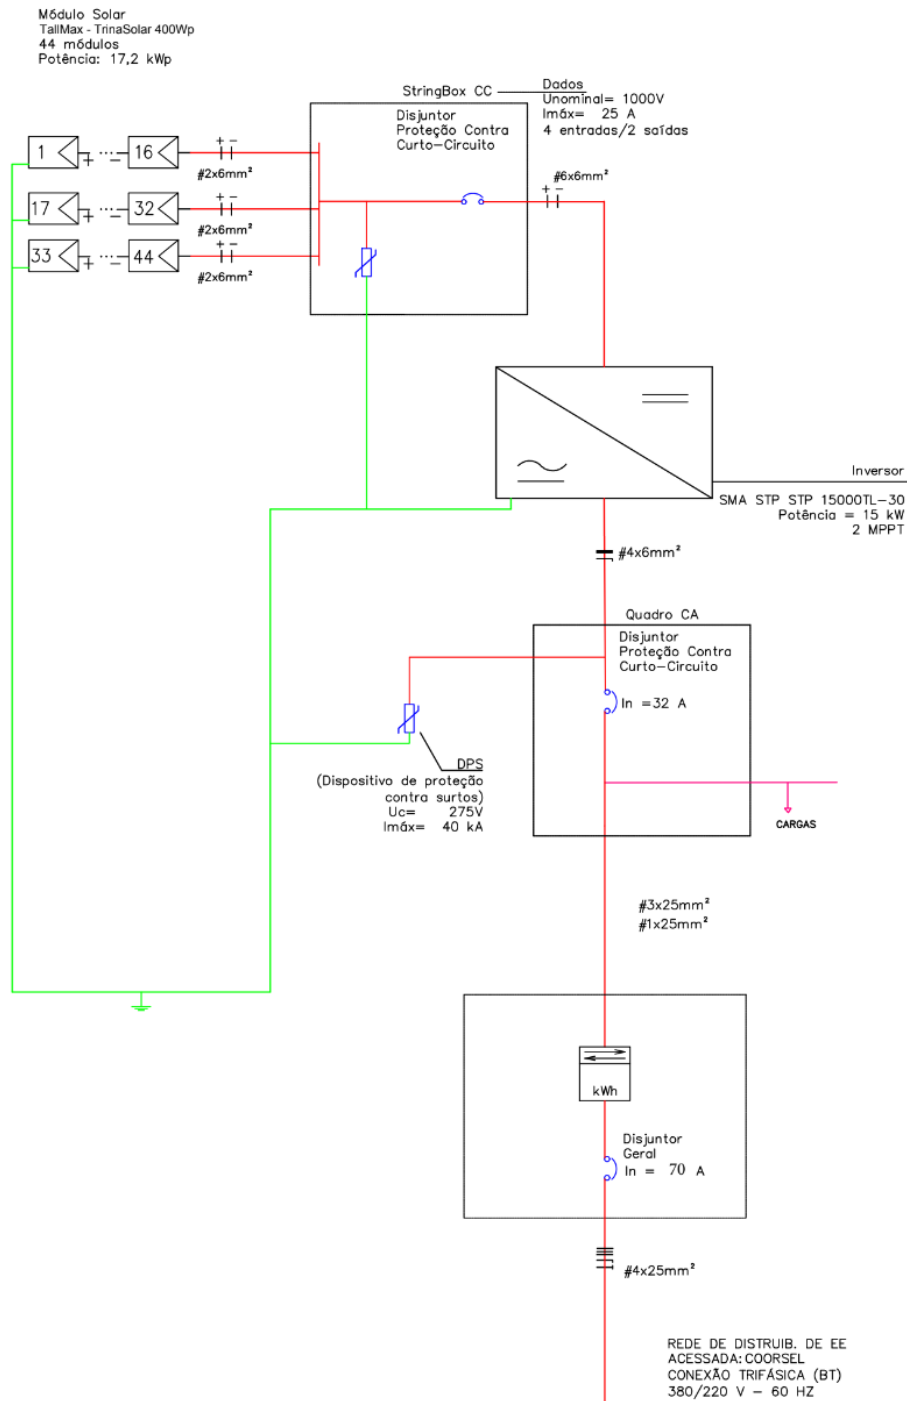 Módulo Solar
TallMax - TrinaSolar 400Wp
44 módulos
Potência: 17,2 kWp
StringBox CC
Dados
Unominal= 1000V
Imáx= 25 A
4 entradas/2 saídas
Disjuntor
Proteção Contra
Curto-Circuito
1 + ... - 16 + -
#2x6mm²
17 + ... - 32 + -
#2x6mm²
33 + ... - 44 + -
#2x6mm²
#6x6mm²
+ -
Inversor
SMA STP STP 15000TL-30
Potência = 15 kW
2 MPPT
#4x6mm²
Quadro CA
Disjuntor
Proteção Contra
Curto-Circuito
In =32 A
DPS
(Dispositivo de proteção
contra surtos)
Uc= 275V
Imáx= 40 kA
CARGAS
#3x25mm²
#1x25mm²
kWh
Disjuntor
Geral
In = 70 A
#4x25mm²
REDE DE DISTRUIB. DE EE
ACESSADA: COORSEL
CONEXÃO TRIFÁSICA (BT)
380/220 V - 60 HZ